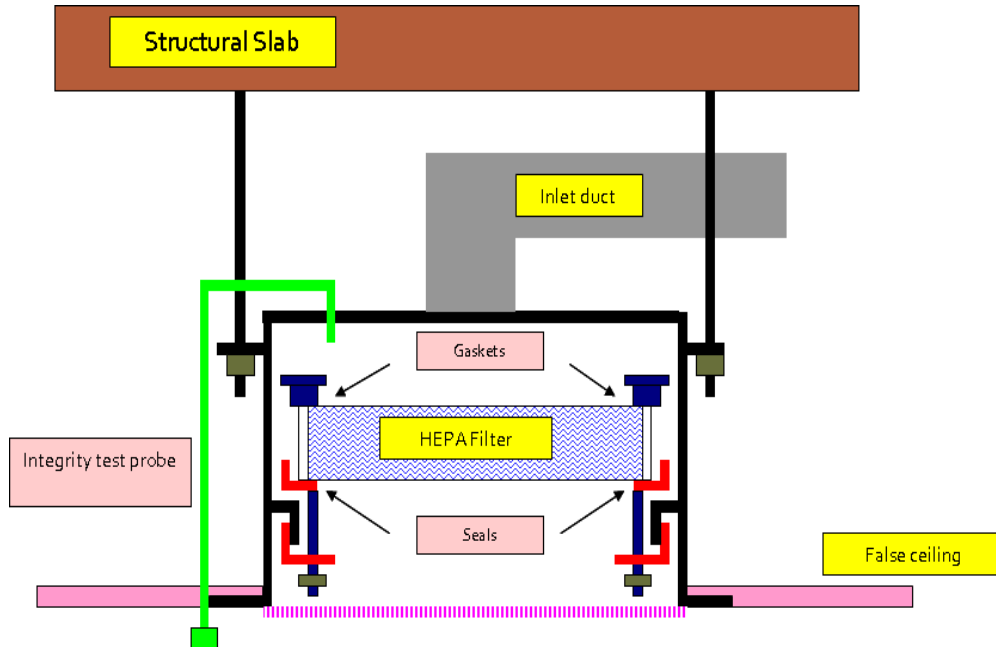 Structural Slab
Inlet duct
Gaskets
HEPA Filter
Integrity test probe
Seals
False ceiling